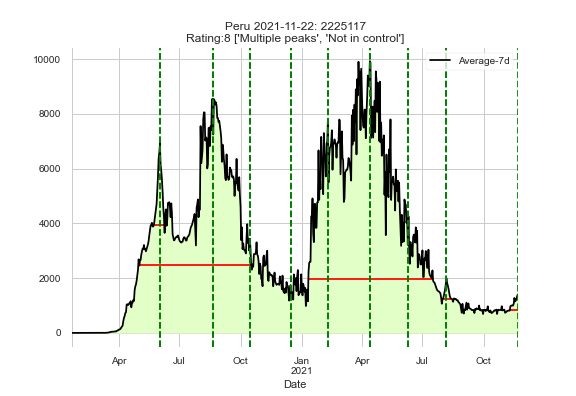 Peru 2021-11-22: 2225117
Rating:8 ['Multiple peaks', 'Not in control']
Average-7d
10000
8000
6000
4000
2000
0
Apr Jul Oct Jan Apr Jul Oct
2021
Date